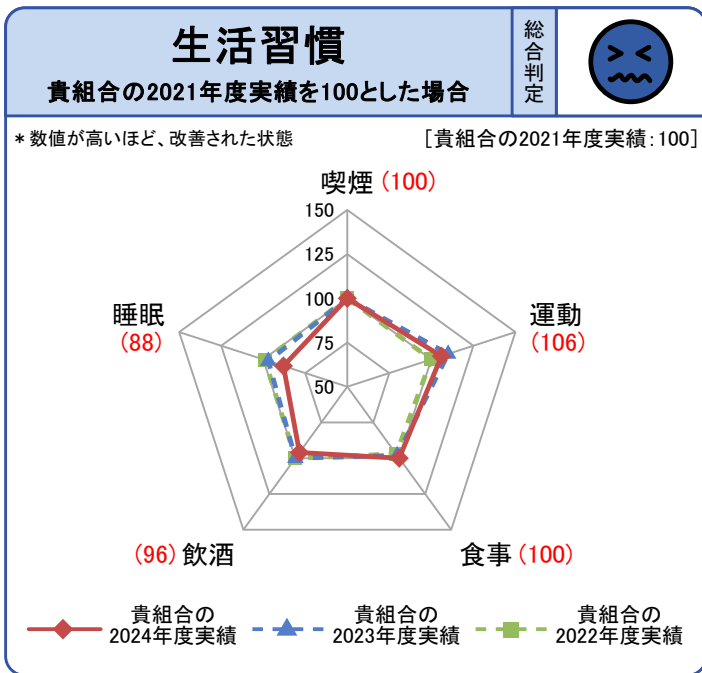 生活習慣
貴組合の2021年度実績を100とした場合
総合判定
＊数値が高いほど、改善された状態
[貴組合の2021年度実績：100]
喫煙 (100)
150
125
100
75
50
運動
(106)
睡眠
(88)
食事 (100)
(96) 飲酒
貴組合の
2024年度実績
貴組合の
2023年度実績
貴組合の
2022年度実績